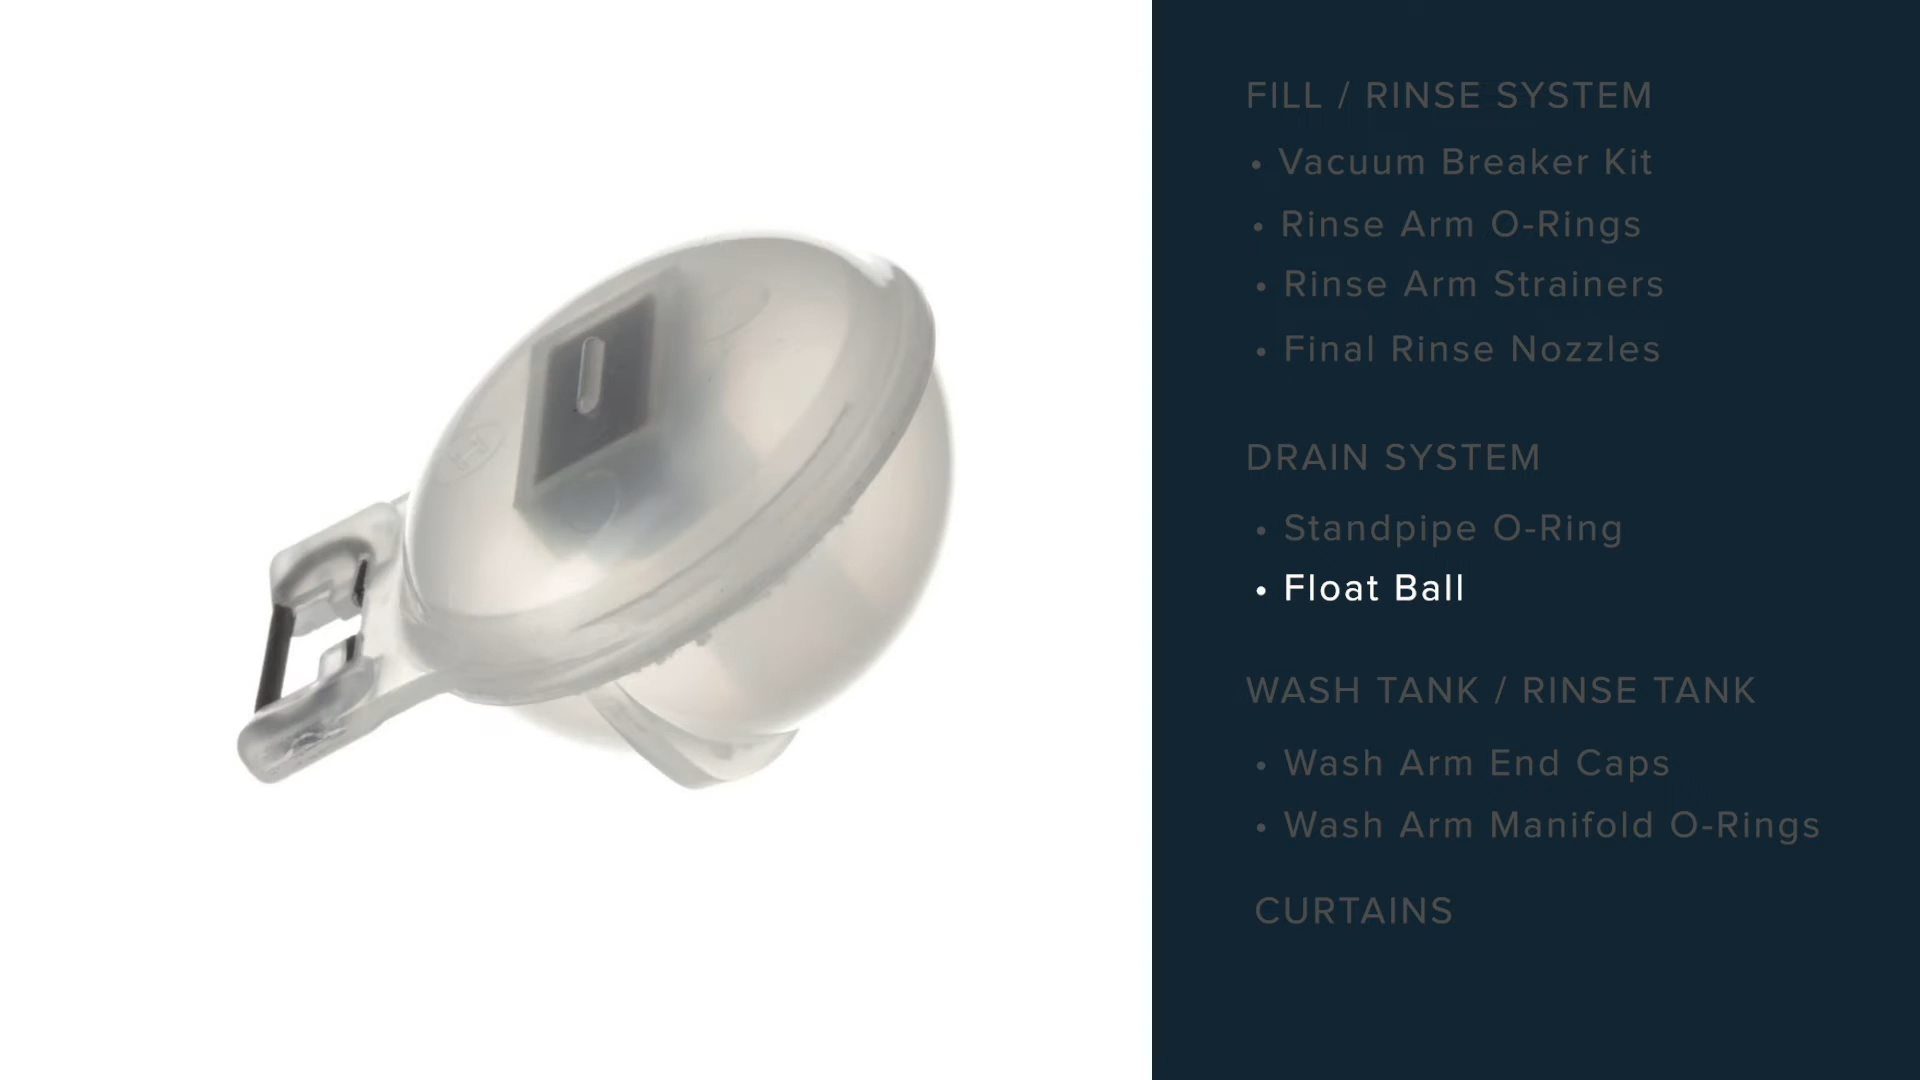 FILL / RINSE SYSTEM
• Vacuum Breaker Kit
• Rinse Arm O-Rings
• Rinse Arm Strainers
• Final Rinse Nozzles
DRAIN SYSTEM
• Standpipe O-Ring
• Float Ball
WASH TANK / RINSE TANK
• Wash Arm End Caps
• Wash Arm Manifold O-Rings
CURTAINS